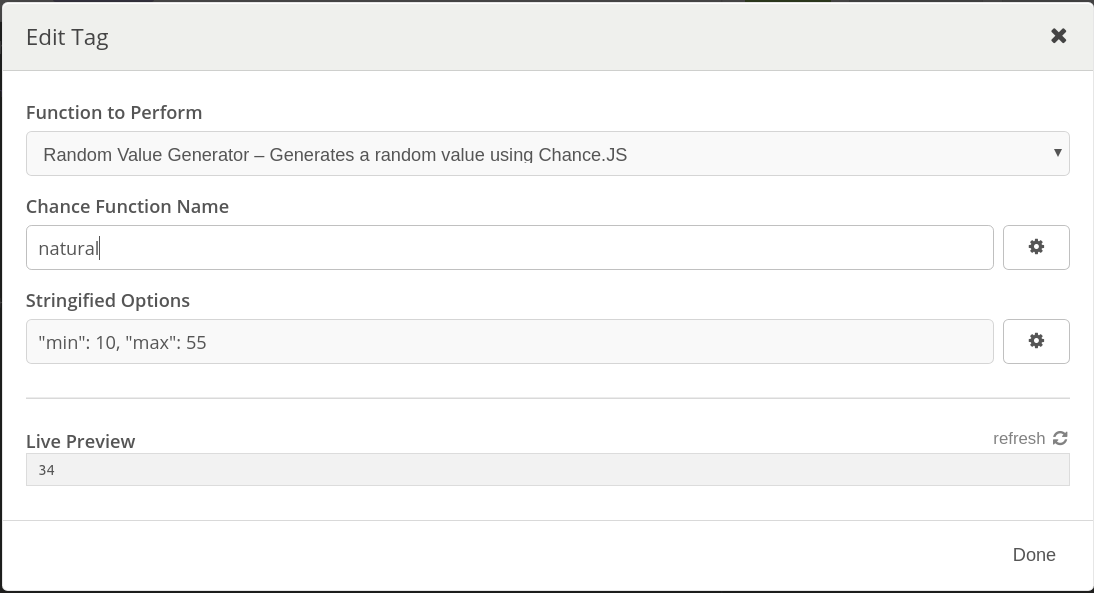 Edit Tag
Function to Perform
Random Value Generator – Generates a random value using Chance.JS
Chance Function Name
natural
Stringified Options
"min": 10, "max": 55
Live Preview
refresh
34
Done